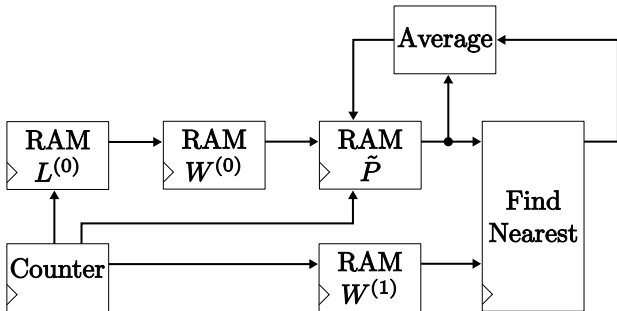 Average
RAM
L^{(0)}
RAM
W^{(0)}
RAM
P̃
Find
Nearest
Counter
RAM
W^{(1)}